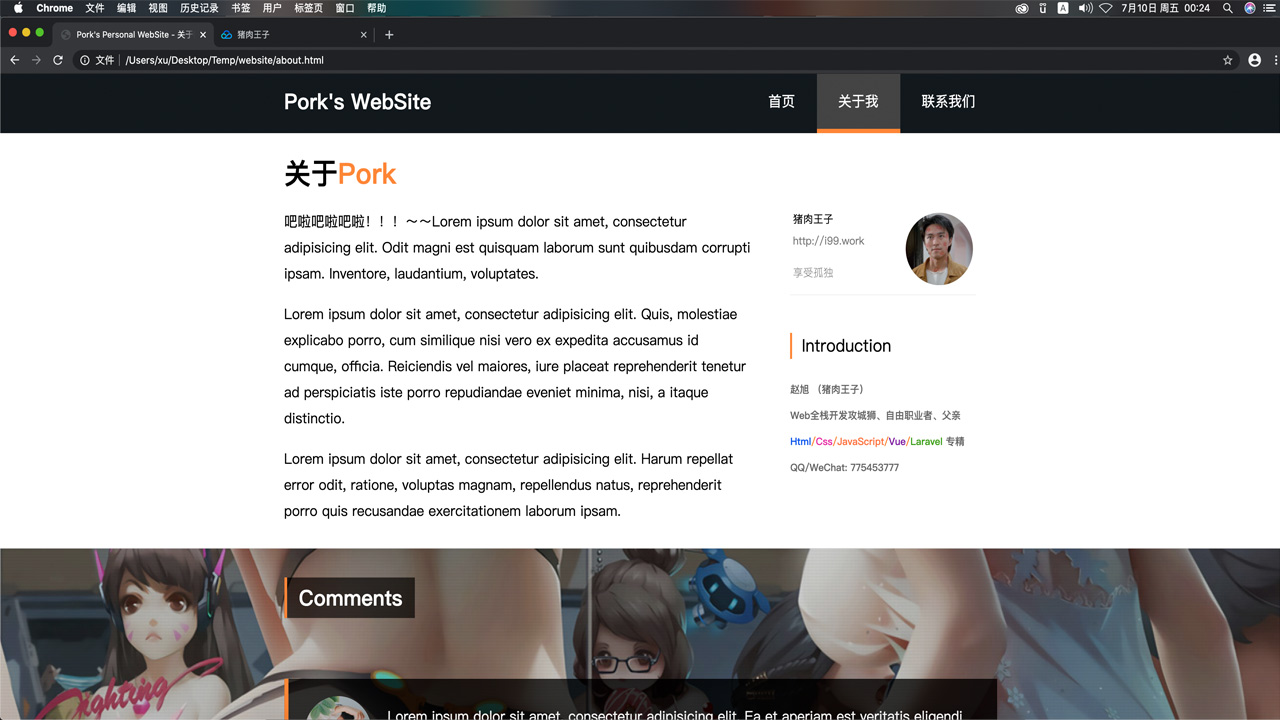 Chrome 文件 编辑 视图 历史记录 书签 用户 标签页 窗口 帮助 A 7月10日 周五 00:24
Pork's Personal WebSite - 关于 猪肉王子
文件 /Users/xu/Desktop/Temp/website/about.html
Pork's WebSite 首页 关于我 联系我们
关于Pork
吧啦吧啦吧啦！！！～～Lorem ipsum dolor sit amet, consectetur
adipisicing elit. Odit magni est quisquam laborum sunt quibusdam corrupti
ipsam. Inventore, laudantium, voluptates.
Lorem ipsum dolor sit amet, consectetur adipisicing elit. Quis, molestiae
explicabo porro, cum similique nisi vero ex expedita accusamus id
cumque, officia. Reiciendis vel maiores, iure placeat reprehenderit tenetur
ad perspiciatis iste porro repudiandae eveniet minima, nisi, a itaque
distinctio.
Lorem ipsum dolor sit amet, consectetur adipisicing elit. Harum repellat
error odit, ratione, voluptas magnam, repellendus natus, reprehenderit
porro quis recusandae exercitationem laborum ipsam.
猪肉王子
http://i99.work
享受孤独
Introduction
赵旭 （猪肉王子）
Web全栈开发攻城狮、自由职业者、父亲
Html/Css/JavaScript/Vue/Laravel 专精
QQ/WeChat: 775453777
Comments
Fighting
Lorem ipsum dolor sit amet, consectetur adipisicing elit. Ea et aperiam est veritatis eligendi